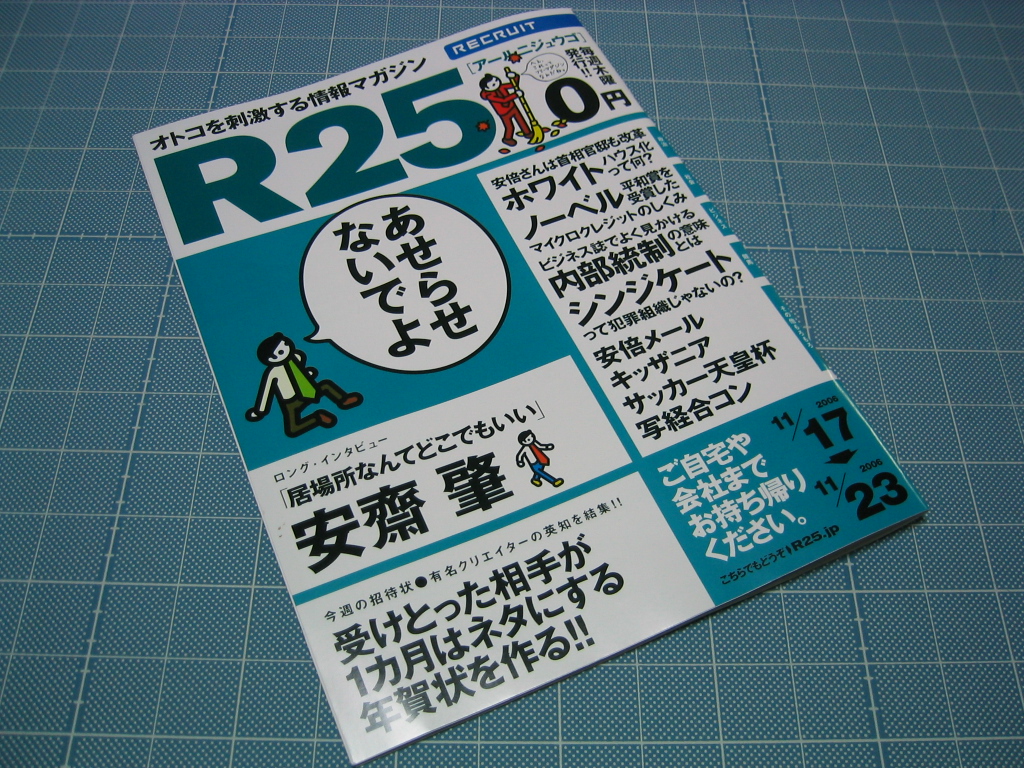 RECRUIT
オトコを刺激する情報マガジン
[アールニジュウゴ]
毎週木曜
発行!!
R25
0円
あせらせ
ないでよ
安倍さんは首相官邸も改革
ホワイトハウス化
って何?
ノーベル平和賞を
受賞した
マイクロクレジットのしくみ
ビジネス誌でよく見かける
内部統制の意味
とは
シンジケート
って犯罪組織じゃないの?
安倍メール
キッザニア
サッカー天皇杯
写経合コン
ロング・インタビュー
「居場所なんてどこでもいい」
安齋 肇
今週の招待状●有名クリエイターの英知を結集!!
受けとった相手が
1カ月はネタにする
年賀状を作る!!
2006
11/17
2006
11/23
ご自宅や
会社まで
お持ち帰り
ください。
こちらでもどうぞ R25.jp